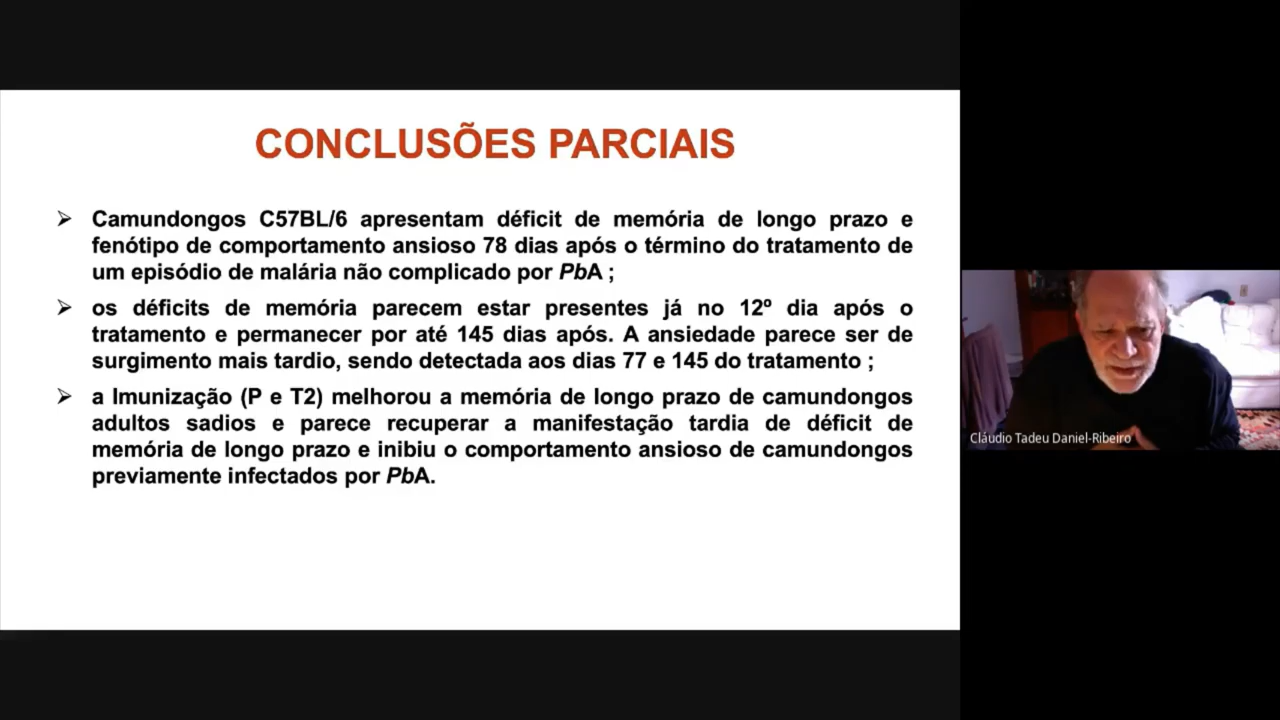 CONCLUSÕES PARCIAIS
➢ Camundongos C57BL/6 apresentam déficit de memória de longo prazo e
fenótipo de comportamento ansioso 78 dias após o término do tratamento de
um episódio de malária não complicado por PbA ;
➢ os déficits de memória parecem estar presentes já no 12º dia após o
tratamento e permanecer por até 145 dias após. A ansiedade parece ser de
surgimento mais tardio, sendo detectada aos dias 77 e 145 do tratamento ;
➢ a Imunização (P e T2) melhorou a memória de longo prazo de camundongos
adultos sadios e parece recuperar a manifestação tardia de déficit de
memória de longo prazo e inibiu o comportamento ansioso de camundongos
previamente infectados por PbA.
Cláudio Tadeu Daniel-Ribeiro